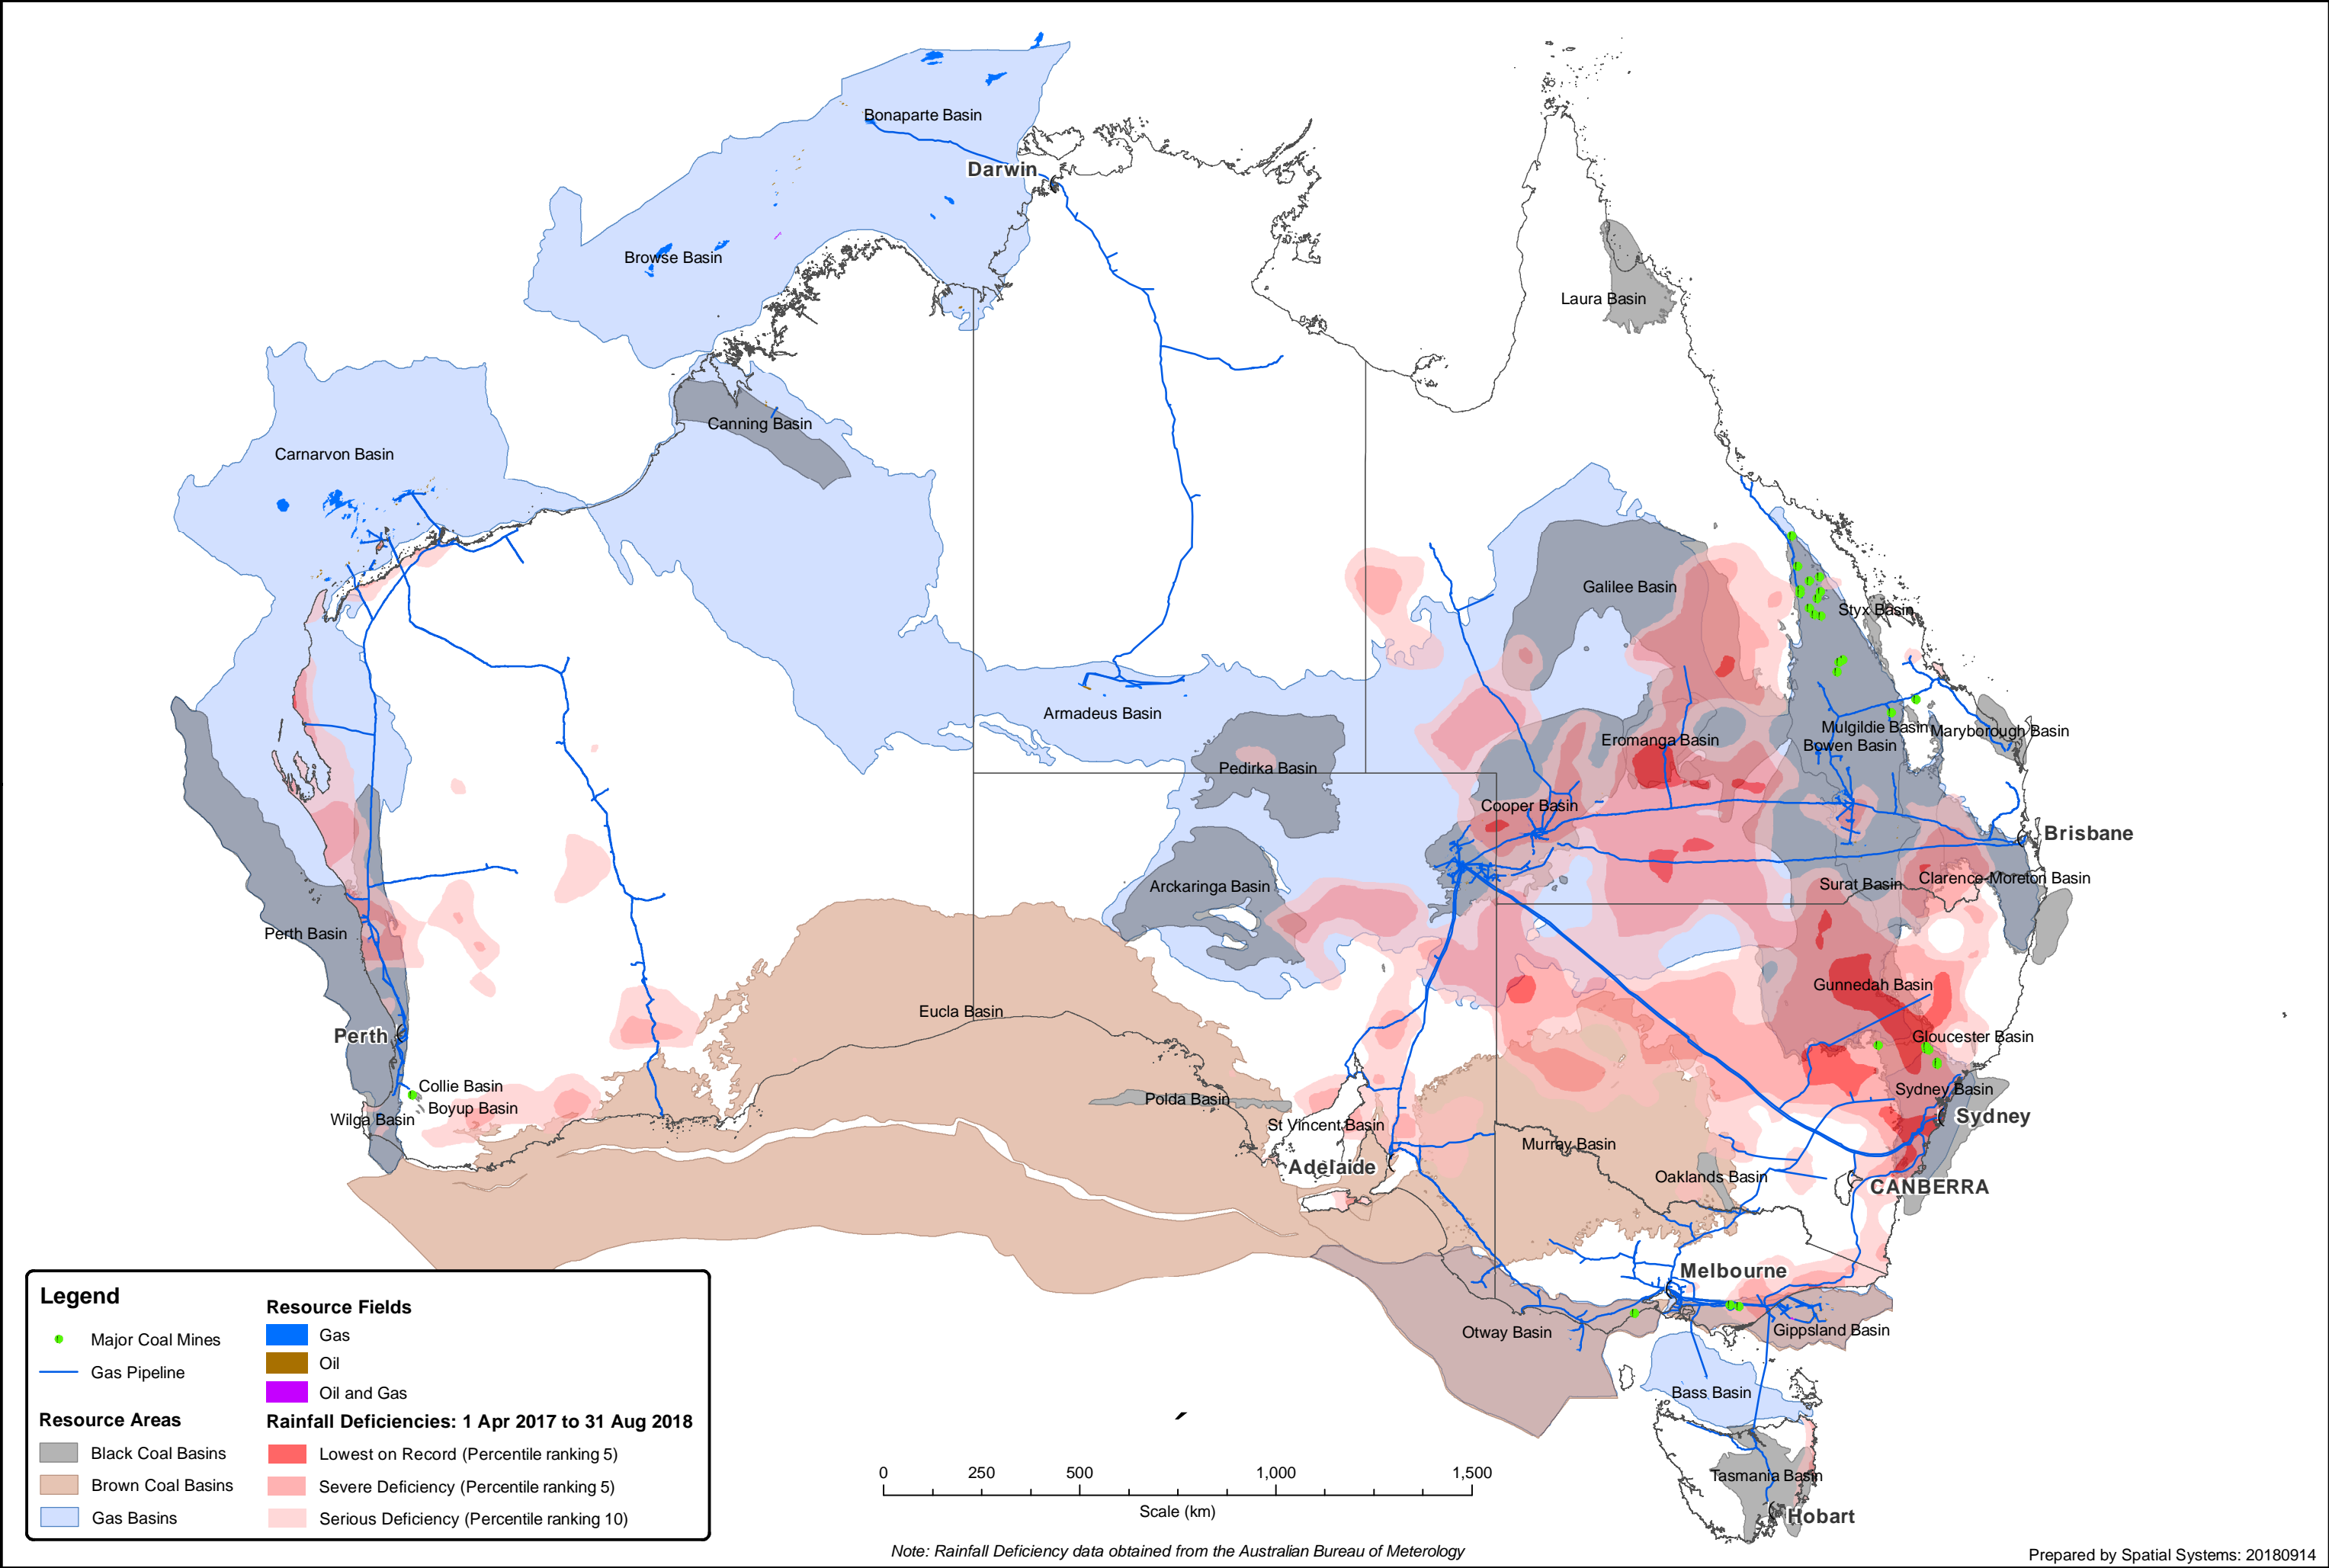 Bonaparte Basin
Darwin
Browse Basin
Laura Basin
Canning Basin
Carnarvon Basin
Galilee Basin
Styx Basin
Armadeus Basin
Mulgildie Basin
Maryborough Basin
Eromanga Basin
Bowen Basin
Pedirka Basin
Cooper Basin
Brisbane
Arckaringa Basin
Surat Basin
Clarence-Moreton Basin
Perth Basin
Gunnedah Basin
Eucla Basin
Perth
Gloucester Basin
Collie Basin
Sydney Basin
Polda Basin
Boyup Basin
Sydney
Wilga Basin
St Vincent Basin
Murray Basin
Adelaide
Oaklands Basin
CANBERRA
Melbourne
Otway Basin
Gippsland Basin
Bass Basin
Tasmania Basin
Hobart
Legend
Major Coal Mines
Gas Pipeline
Resource Areas
Black Coal Basins
Brown Coal Basins
Gas Basins
Resource Fields
Gas
Oil
Oil and Gas
Rainfall Deficiencies: 1 Apr 2017 to 31 Aug 2018
Lowest on Record (Percentile ranking 5)
Severe Deficiency (Percentile ranking 5)
Serious Deficiency (Percentile ranking 10)
0 250 500 1,000 1,500
Scale (km)
Note: Rainfall Deficiency data obtained from the Australian Bureau of Meterology
Prepared by Spatial Systems: 20180914